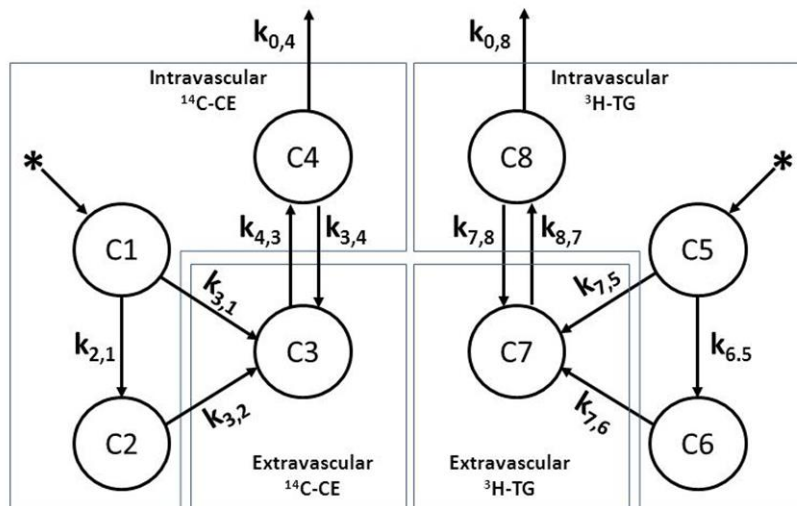 k0,4
k0,8
Intravascular
14C-CE
Intravascular
3H-TG
*
C4
C8
*
C1
k4,3
k3,4
k7,8
k8,7
C5
k3,1
k7,5
k2,1
C3
C7
k6.5
k3,2
k7,6
C2
C6
Extravascular
14C-CE
Extravascular
3H-TG